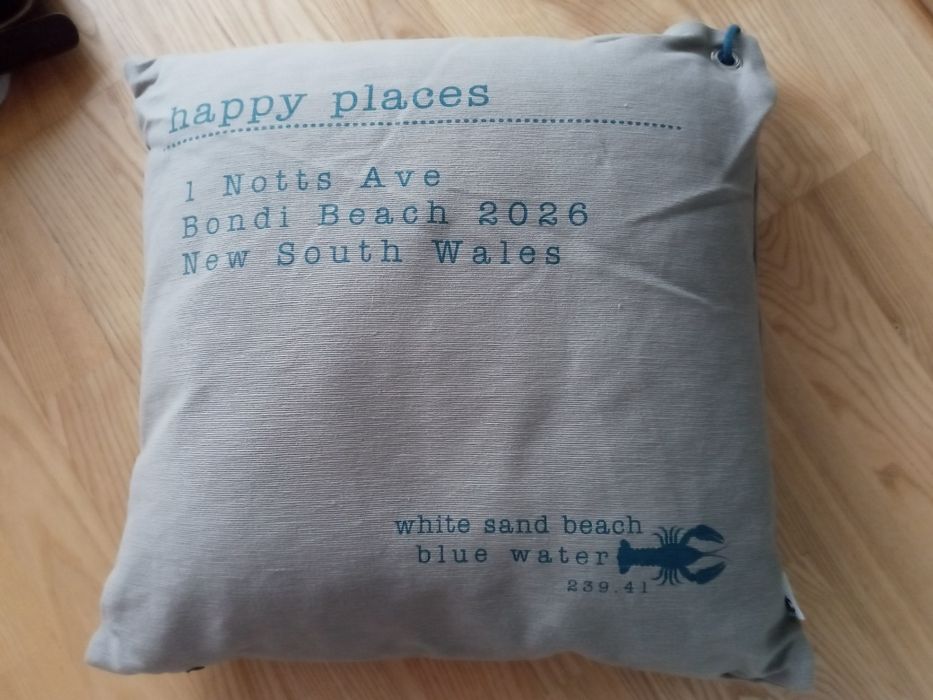 happy places
1 Notts Ave
Bondi Beach 2026
New South Wales
white sand beach
blue water
239.41